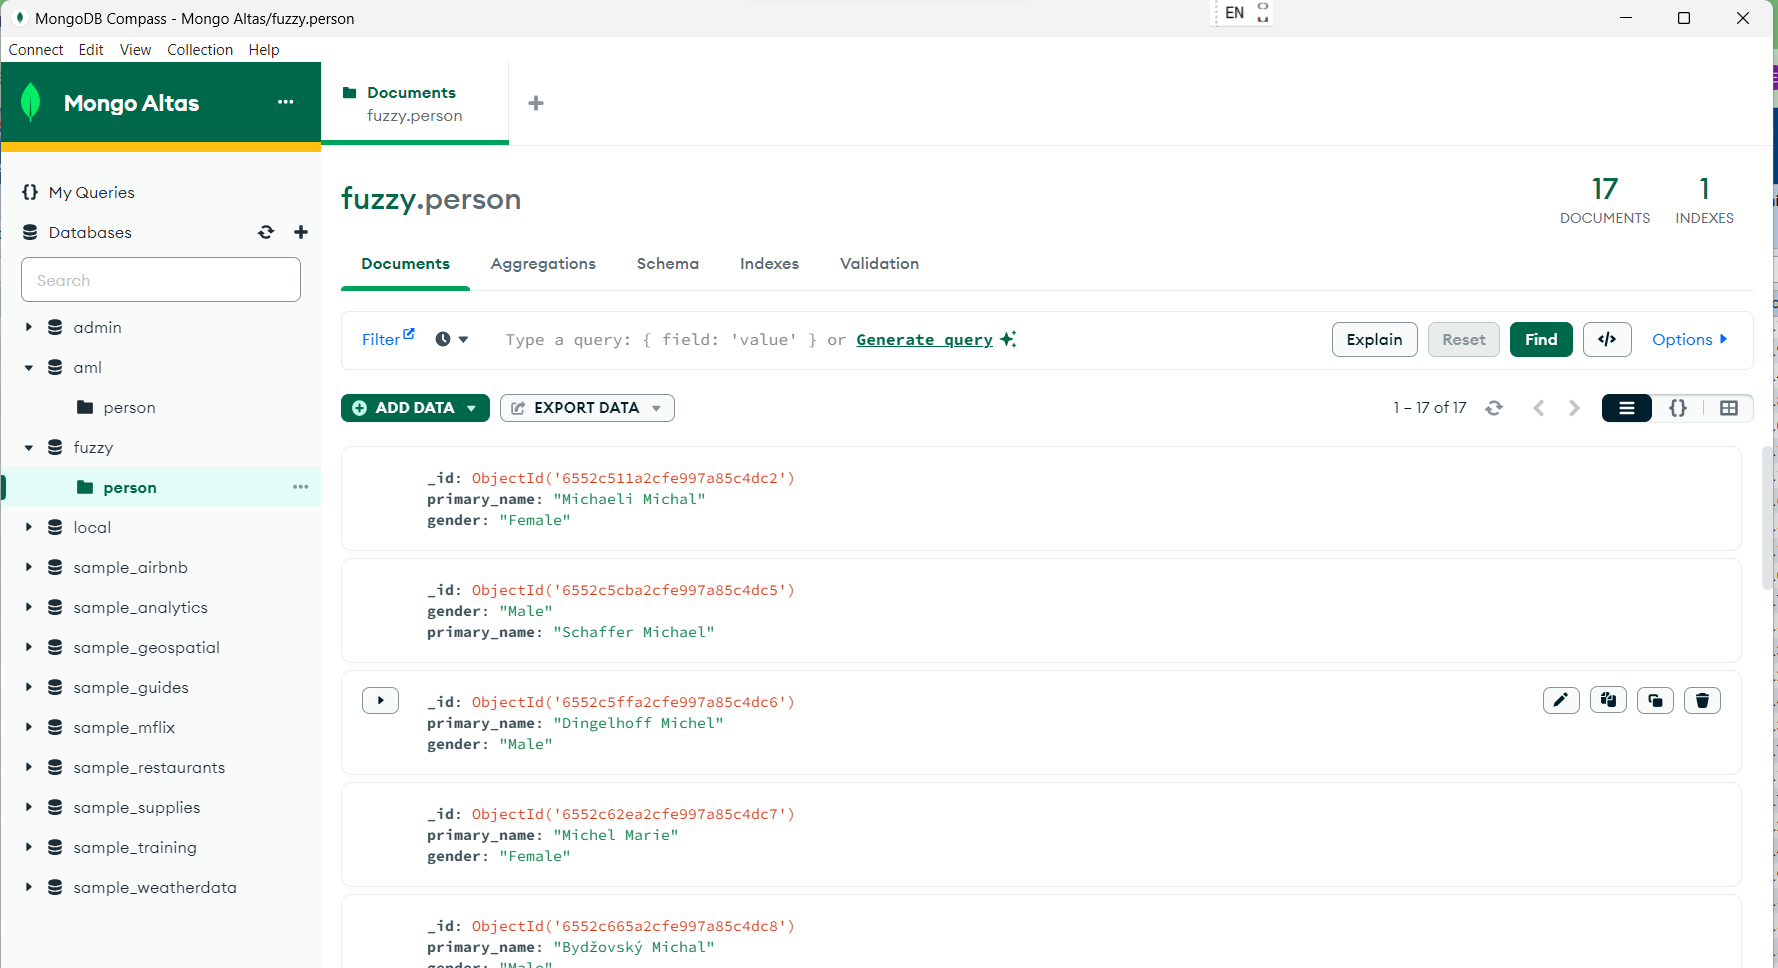 MongoDB Compass - Mongo Altas/fuzzy.person
EN
Connect Edit View Collection Help
Mongo Altas
Documents
fuzzy.person
My Queries
Databases
Search
admin
aml
person
fuzzy
person
local
sample_airbnb
sample_analytics
sample_geospatial
sample_guides
sample_mflix
sample_restaurants
sample_supplies
sample_training
sample_weatherdata
fuzzy.person
17
DOCUMENTS
1
INDEXES
Documents Aggregations Schema Indexes Validation
Filter Type a query: { field: 'value' } or Generate query Explain Reset Find </> Options
ADD DATA EXPORT DATA 1 – 17 of 17 {}
_id: ObjectId('6552c511a2cfe997a85c4dc2')
primary_name: "Michaeli Michal"
gender: "Female"
_id: ObjectId('6552c5cba2cfe997a85c4dc5')
gender: "Male"
primary_name: "Schaffer Michael"
_id: ObjectId('6552c5ffa2cfe997a85c4dc6')
primary_name: "Dingelhoff Michel"
gender: "Male"
_id: ObjectId('6552c62ea2cfe997a85c4dc7')
primary_name: "Michel Marie"
gender: "Female"
_id: ObjectId('6552c665a2cfe997a85c4dc8')
primary_name: "Bydžovský Michal"
gender: "Male"